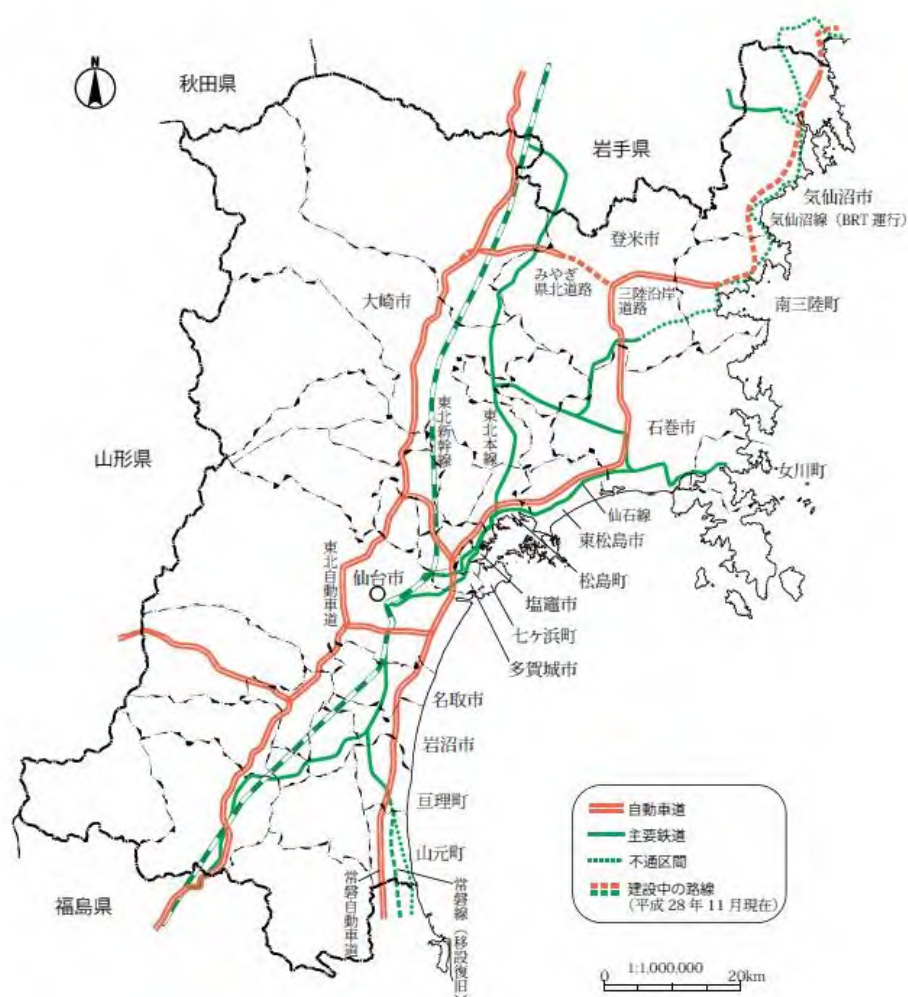 秋田県
岩手県
気仙沼市
気仙沼線（BRT 運行）
登米市
みやぎ
県北道路
三陸沿岸
道路
大崎市
南三陸町
東北新幹線
東北本線
石巻市
山形県
女川町
仙石線
東松島市
東北自動車道
仙台市
松島町
塩竈市
七ヶ浜町
多賀城市
名取市
岩沼市
亘理町
山元町
福島県
常磐自動車道
常磐線（移設復旧
自動車道
主要鉄道
不通区間
建設中の路線
（平成 28 年 11 月現在）
1:1,000,000
0
20km